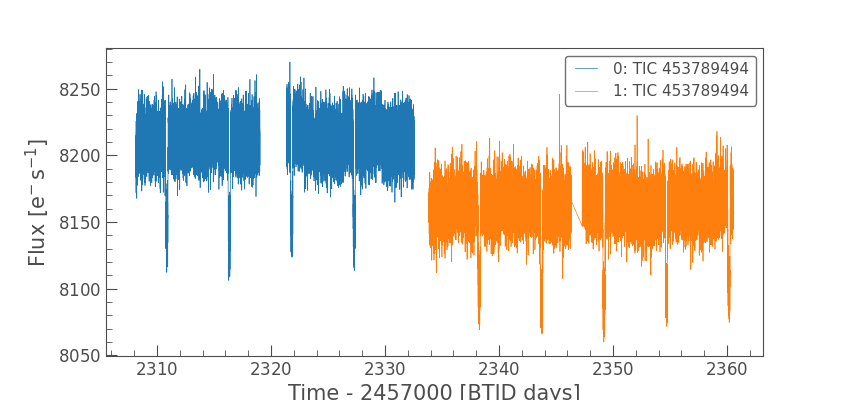 0: TIC 453789494
1: TIC 453789494
8250
8200
8150
8100
8050
Flux [e⁻ s⁻¹]
2310 2320 2330 2340 2350 2360
Time - 2457000 [BTJD days]